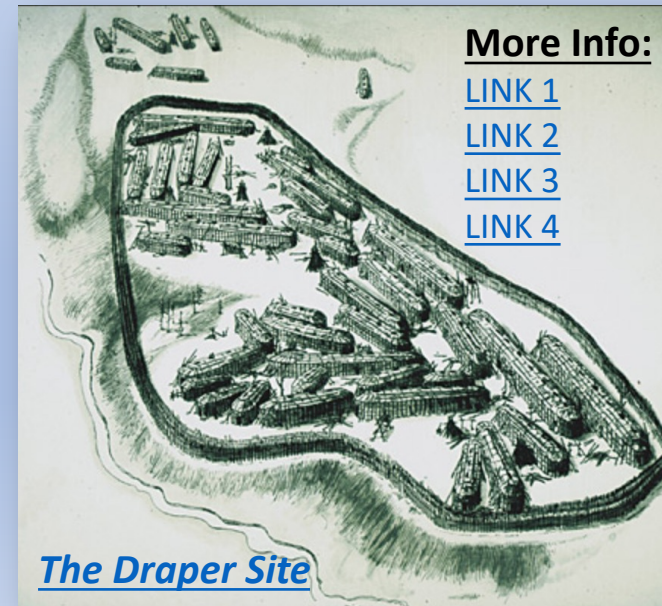 More Info:
LINK 1
LINK 2
LINK 3
LINK 4
The Draper Site